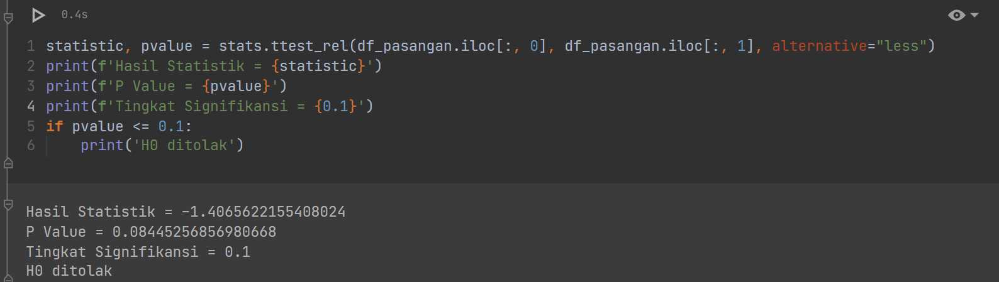 0.4s
1 statistic, pvalue = stats.ttest_rel(df_pasangan.iloc[:, 0], df_pasangan.iloc[:, 1], alternative="less")
2 print(f'Hasil Statistik = {statistic}')
3 print(f'P Value = {pvalue}')
4 print(f'Tingkat Signifikansi = {0.1}')
5 if pvalue <= 0.1:
6     print('H0 ditolak')
Hasil Statistik = -1.4065622155408024
P Value = 0.08445256856980668
Tingkat Signifikansi = 0.1
H0 ditolak